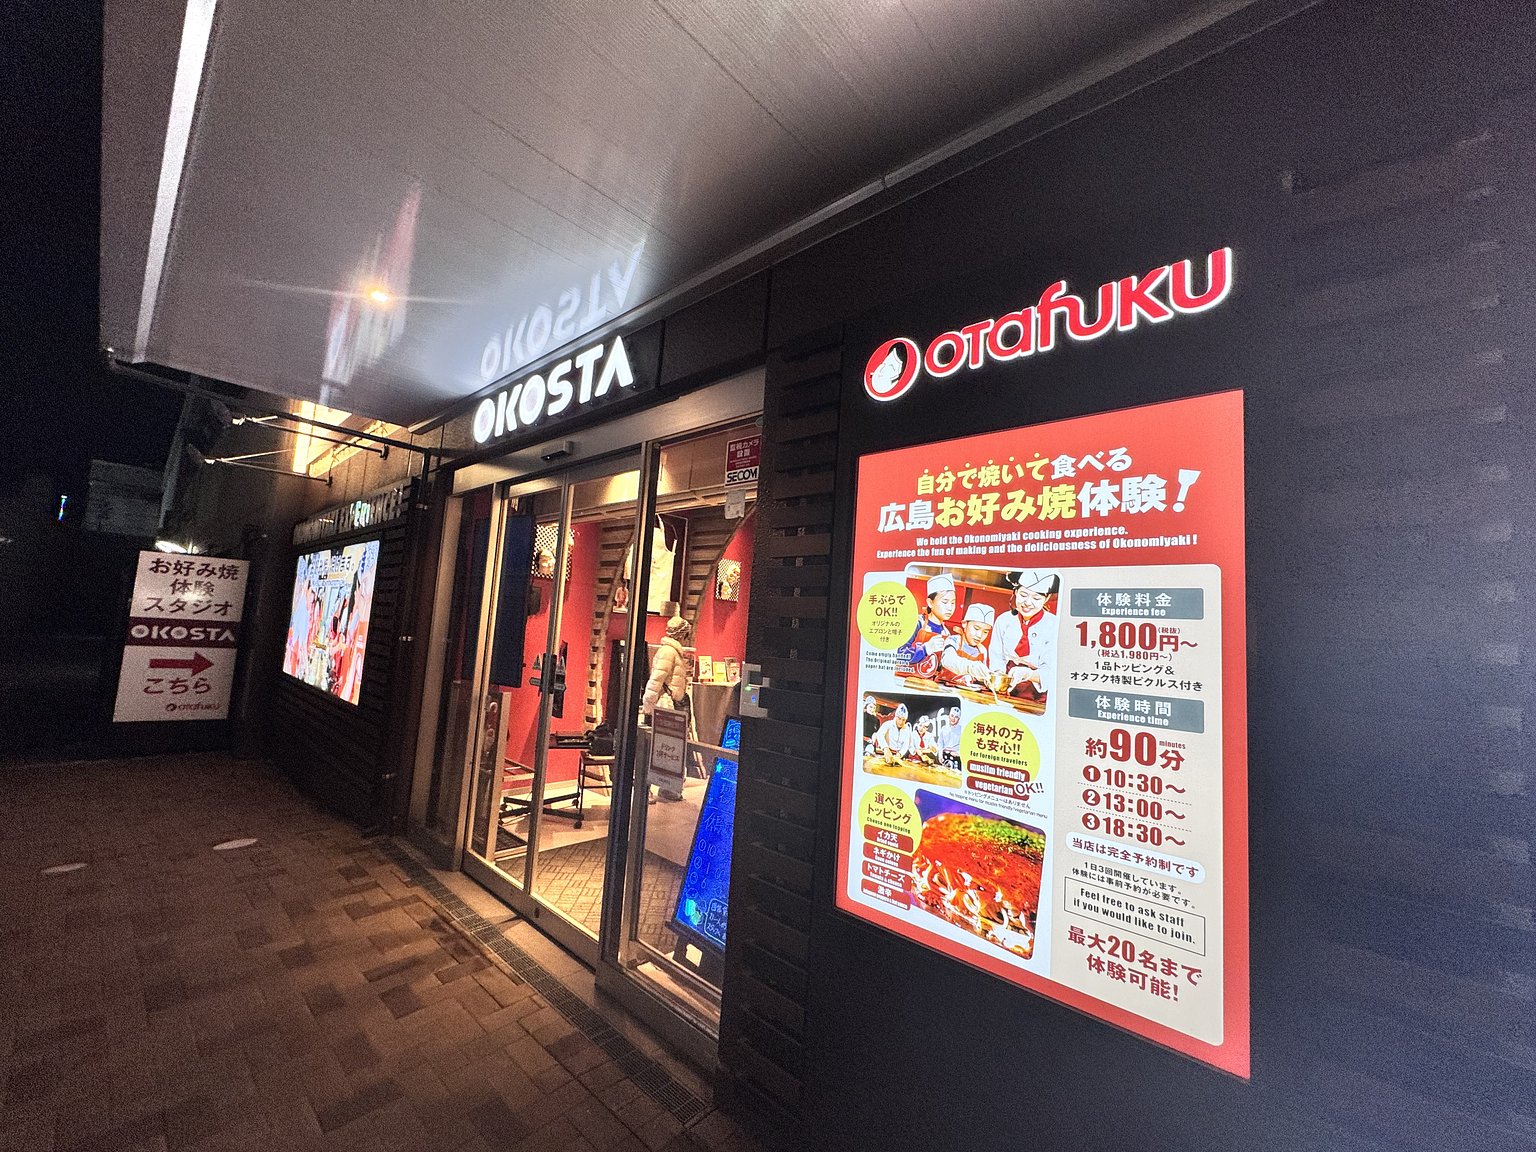 OKOSTA
OTAFUKU
お好み焼
体験
スタジオ
OKOSTA
こちら
otafuku
監視カメラ
設置
SECOM
自分で焼いて食べる
広島お好み焼体験!
We hold the Okonomiyaki cooking experience.
Experience the fun of making and the deliciousness of Okonomiyaki!
手ぶらで
OK!!
オリジナルの
エプロンと帽子
付き
海外の方
も安心!!
For foreign travelers
muslim friendly
vegetarian OK!!
選べる
トッピング
Choose one topping
イカ天
ネギかけ
トマトチーズ
激辛
体験料金
Experience fee
1,800円(税抜)~
(税込1,980円~)
1品トッピング&
オタフク特製ピクルス付き
体験時間
Experience time
約90分
minutes
❶10:30~
❷13:00~
❸18:30~
当店は完全予約制です
1日3回開催しています。
体験には事前予約が必要です。
Feel free to ask staff
if you would like to join.
最大20名まで
体験可能!